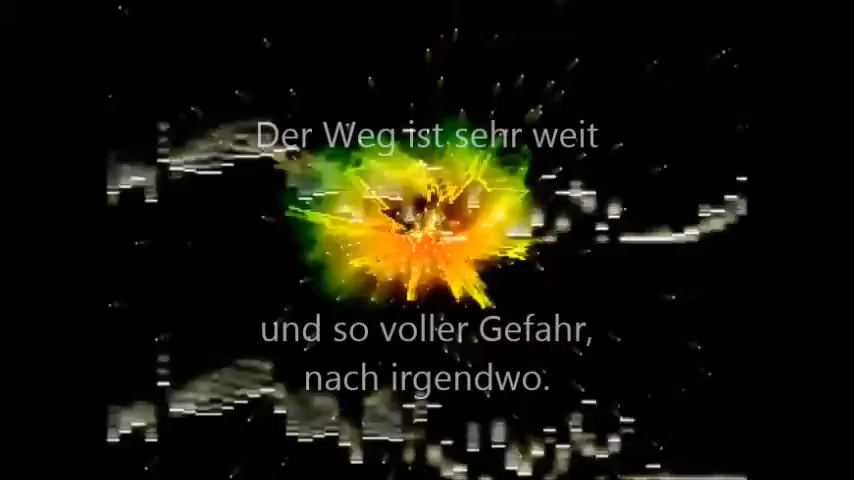 Der Weg ist sehr weit
und so voller Gefahr,
nach irgendwo.